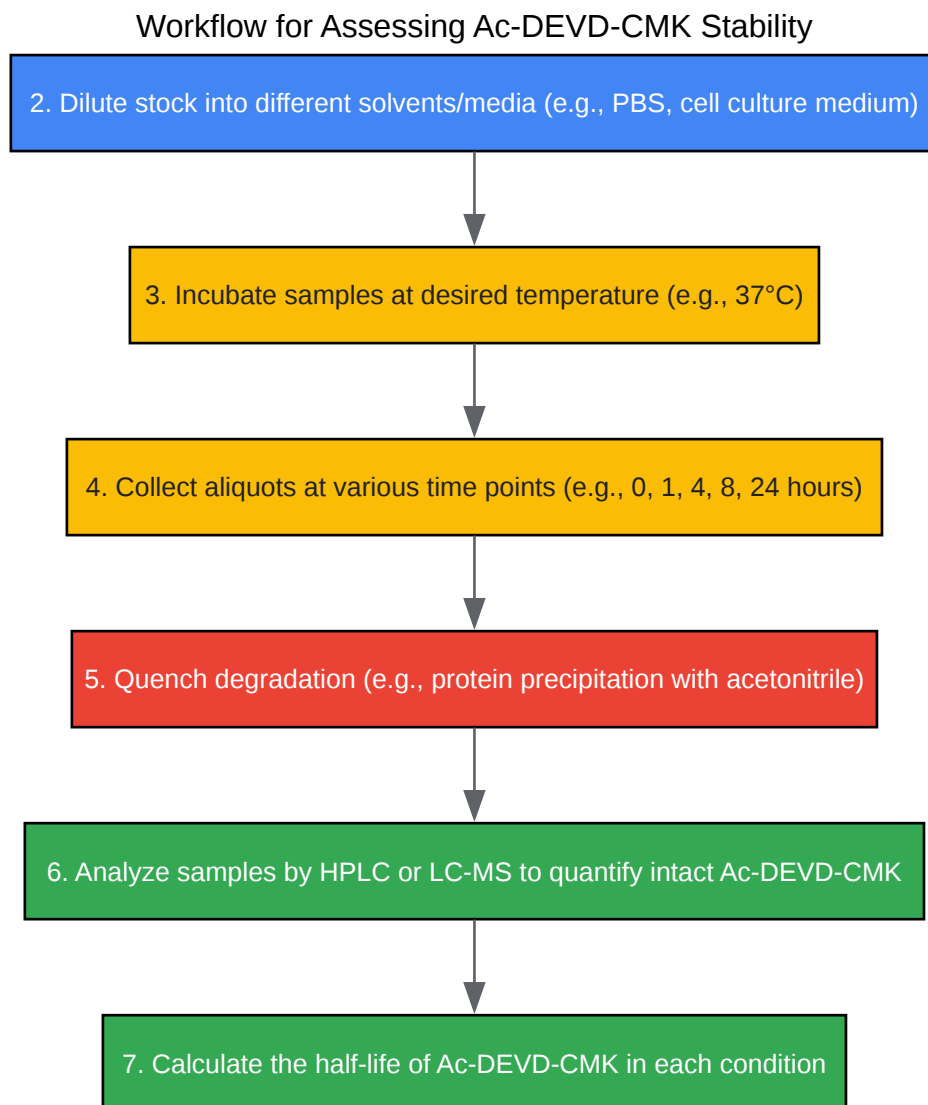 Workflow for Assessing Ac-DEVD-CMK Stability
2. Dilute stock into different solvents/media (e.g., PBS, cell culture medium)
3. Incubate samples at desired temperature (e.g., 37°C)
4. Collect aliquots at various time points (e.g., 0, 1, 4, 8, 24 hours)
5. Quench degradation (e.g., protein precipitation with acetonitrile)
6. Analyze samples by HPLC or LC-MS to quantify intact Ac-DEVD-CMK
7. Calculate the half-life of Ac-DEVD-CMK in each condition